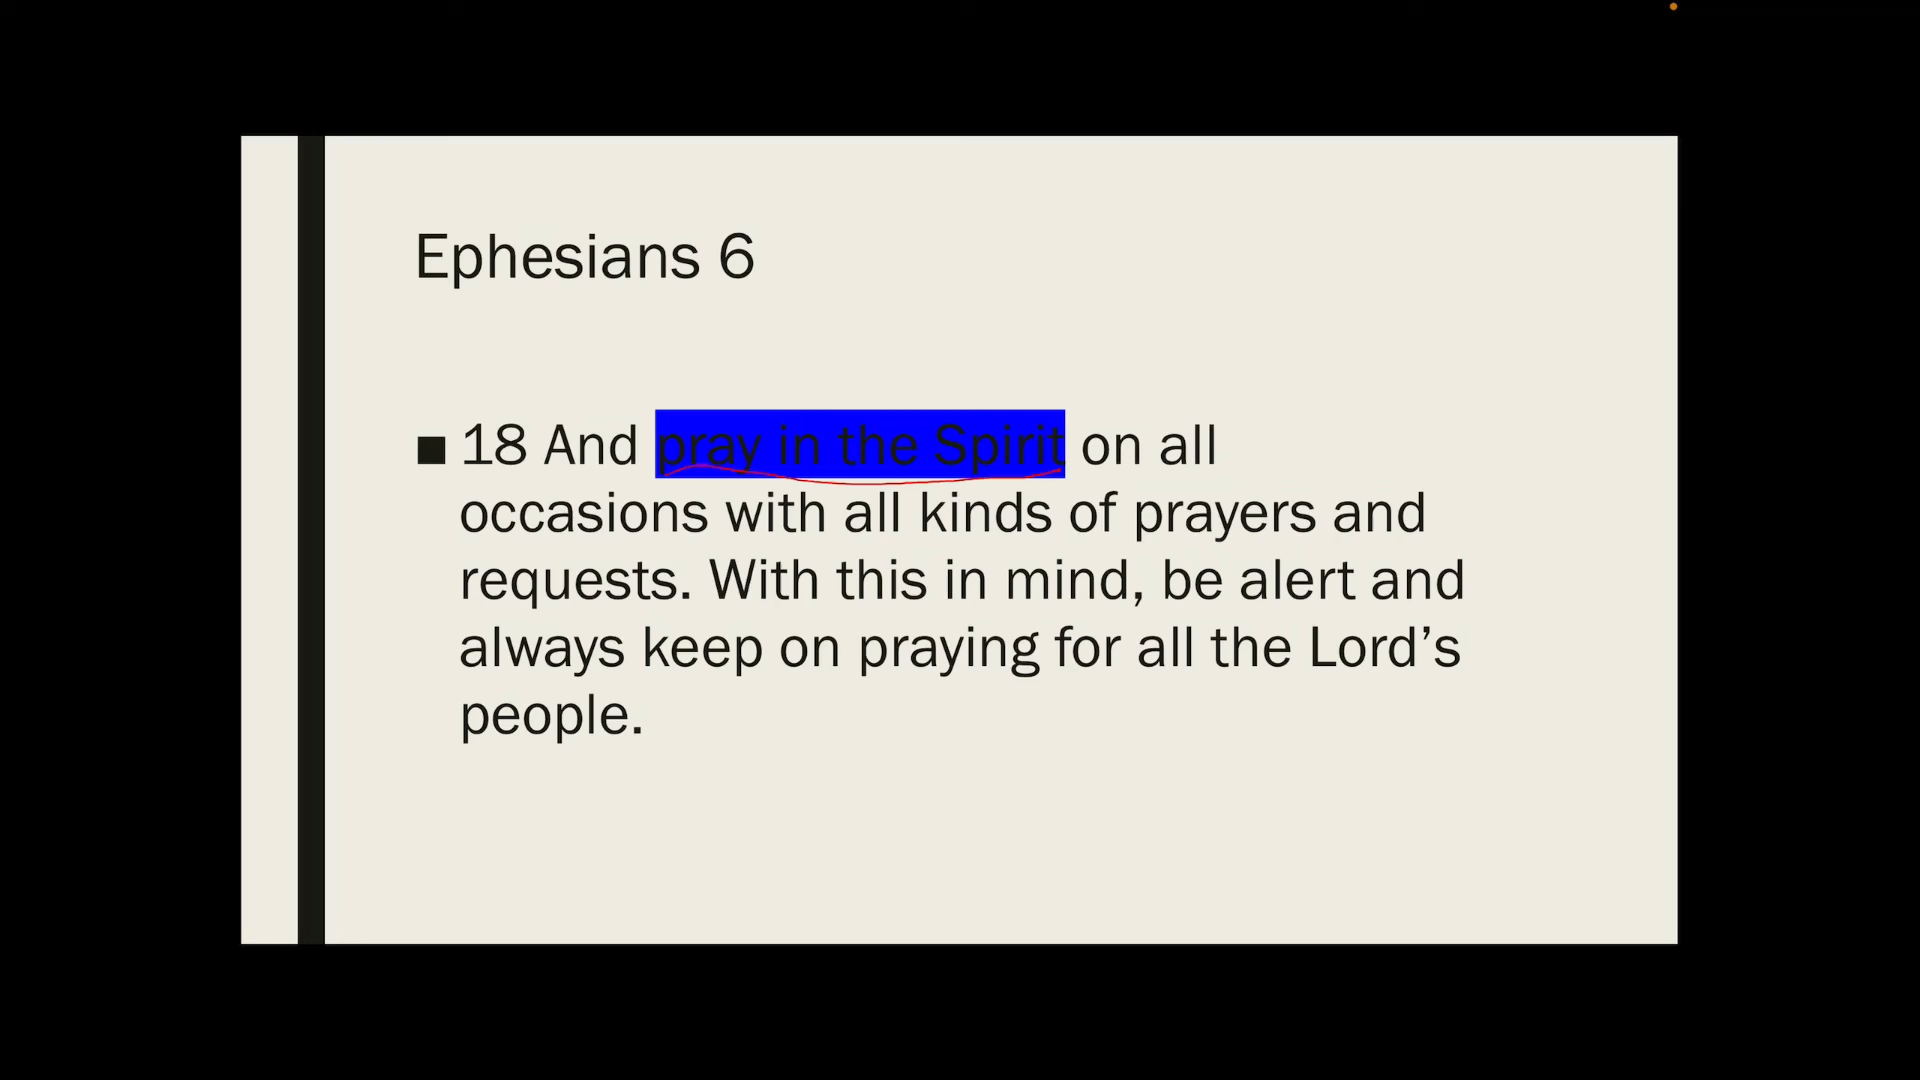 Ephesians 6
■ 18 And pray in the Spirit on all
occasions with all kinds of prayers and
requests. With this in mind, be alert and
always keep on praying for all the Lord’s
people.